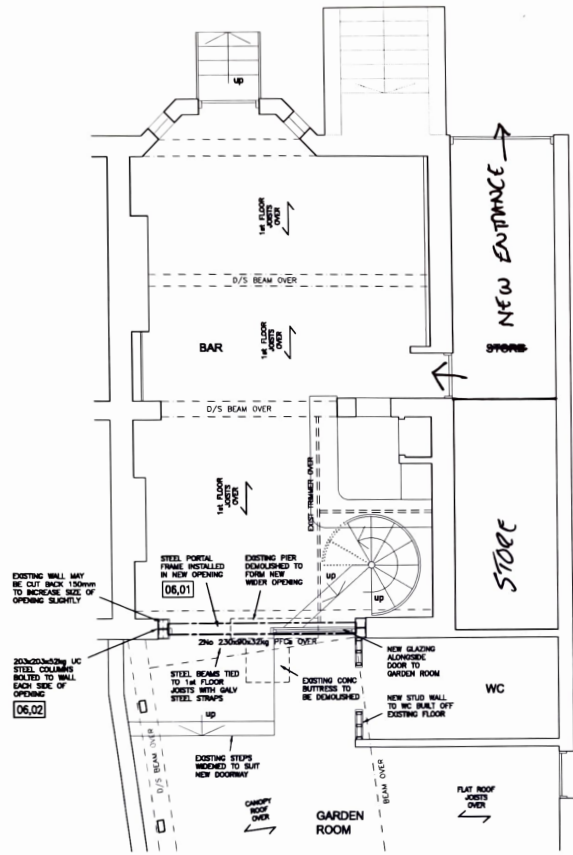 up
NEW ENTRANCE
STORE
1st FLOOR
JOISTS
OVER
D/S BEAM OVER
BAR
1st FLOOR
JOISTS
OVER
D/S BEAM OVER
EXIST TRIMMER OVER
1st FLOOR
JOISTS
OVER
STORE
STEEL PORTAL
FRAME INSTALLED
IN NEW OPENING
06,01
EXISTING PIER
DEMOLISHED TO
FORM NEW
WIDER OPENING
up
up
EXISTING WALL MAY
BE CUT BACK 150mm
TO INCREASE SIZE OF
OPENING SLIGHTLY
2No 230x90x32kg PFCs OVER
203x203x52kg UC
STEEL COLUMNS
BOLTED TO WALL
EACH SIDE OF
OPENING
06,02
STEEL BEAMS TIED
TO 1st FLOOR
JOISTS WITH GALV
STEEL STRAPS
EXISTING CONC
BUTTRESS TO
BE DEMOLISHED
NEW GLAZING
ALONGSIDE
DOOR TO
GARDEN ROOM
WC
NEW STUD WALL
TO WC BUILT OFF
EXISTING FLOOR
up
D/S BEAM OVER
EXISTING STEPS
WIDENED TO SUIT
NEW DOORWAY
BEAM OVER
CANOPY
ROOF
OVER
GARDEN
ROOM
FLAT ROOF
JOISTS
OVER